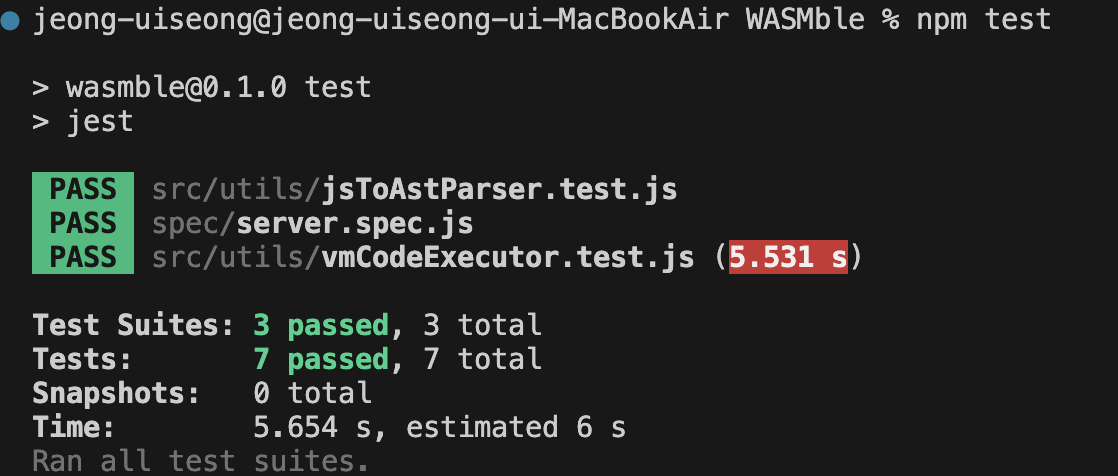 jeong-uiseong@jeong-uiseong-ui-MacBookAir WASMble % npm test
> wasmble@0.1.0 test
> jest
PASS src/utils/jsToAstParser.test.js
PASS spec/server.spec.js
PASS src/utils/vmCodeExecutor.test.js (5.531 s)
Test Suites: 3 passed, 3 total
Tests: 7 passed, 7 total
Snapshots: 0 total
Time: 5.654 s, estimated 6 s
Ran all test suites.